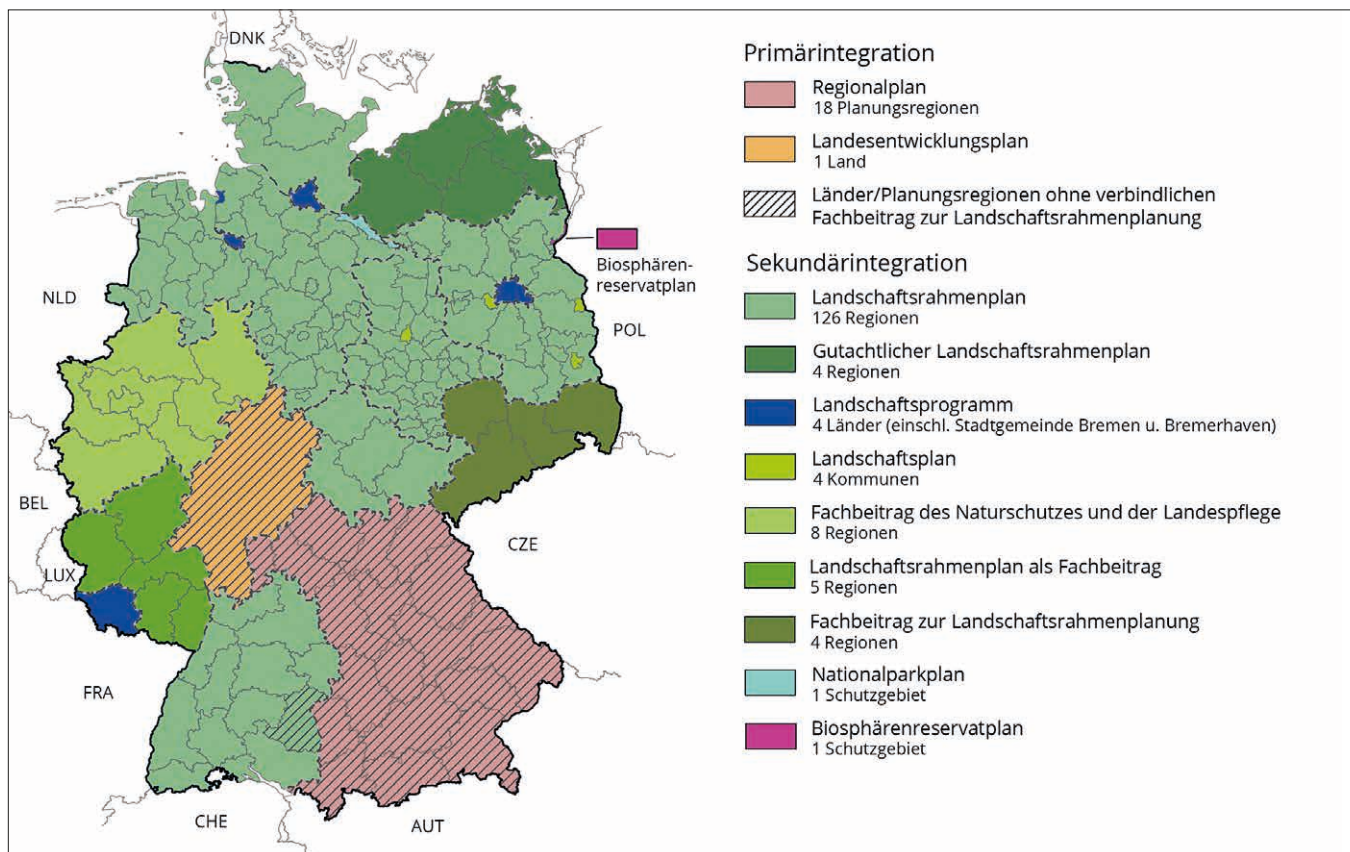 DNK
NLD
POL
BEL
LUX
CZE
FRA
CHE
AUT
Biosphären-
reservatplan
Primärintegration
Regionalplan
18 Planungsregionen
Landesentwicklungsplan
1 Land
Länder/Planungsregionen ohne verbindlichen
Fachbeitrag zur Landschaftsrahmenplanung
Sekundärintegration
Landschaftsrahmenplan
126 Regionen
Gutachtlicher Landschaftsrahmenplan
4 Regionen
Landschaftsprogramm
4 Länder (einschl. Stadtgemeinde Bremen u. Bremerhaven)
Landschaftsplan
4 Kommunen
Fachbeitrag des Naturschutzes und der Landespflege
8 Regionen
Landschaftsrahmenplan als Fachbeitrag
5 Regionen
Fachbeitrag zur Landschaftsrahmenplanung
4 Regionen
Nationalparkplan
1 Schutzgebiet
Biosphärenreservatplan
1 Schutzgebiet